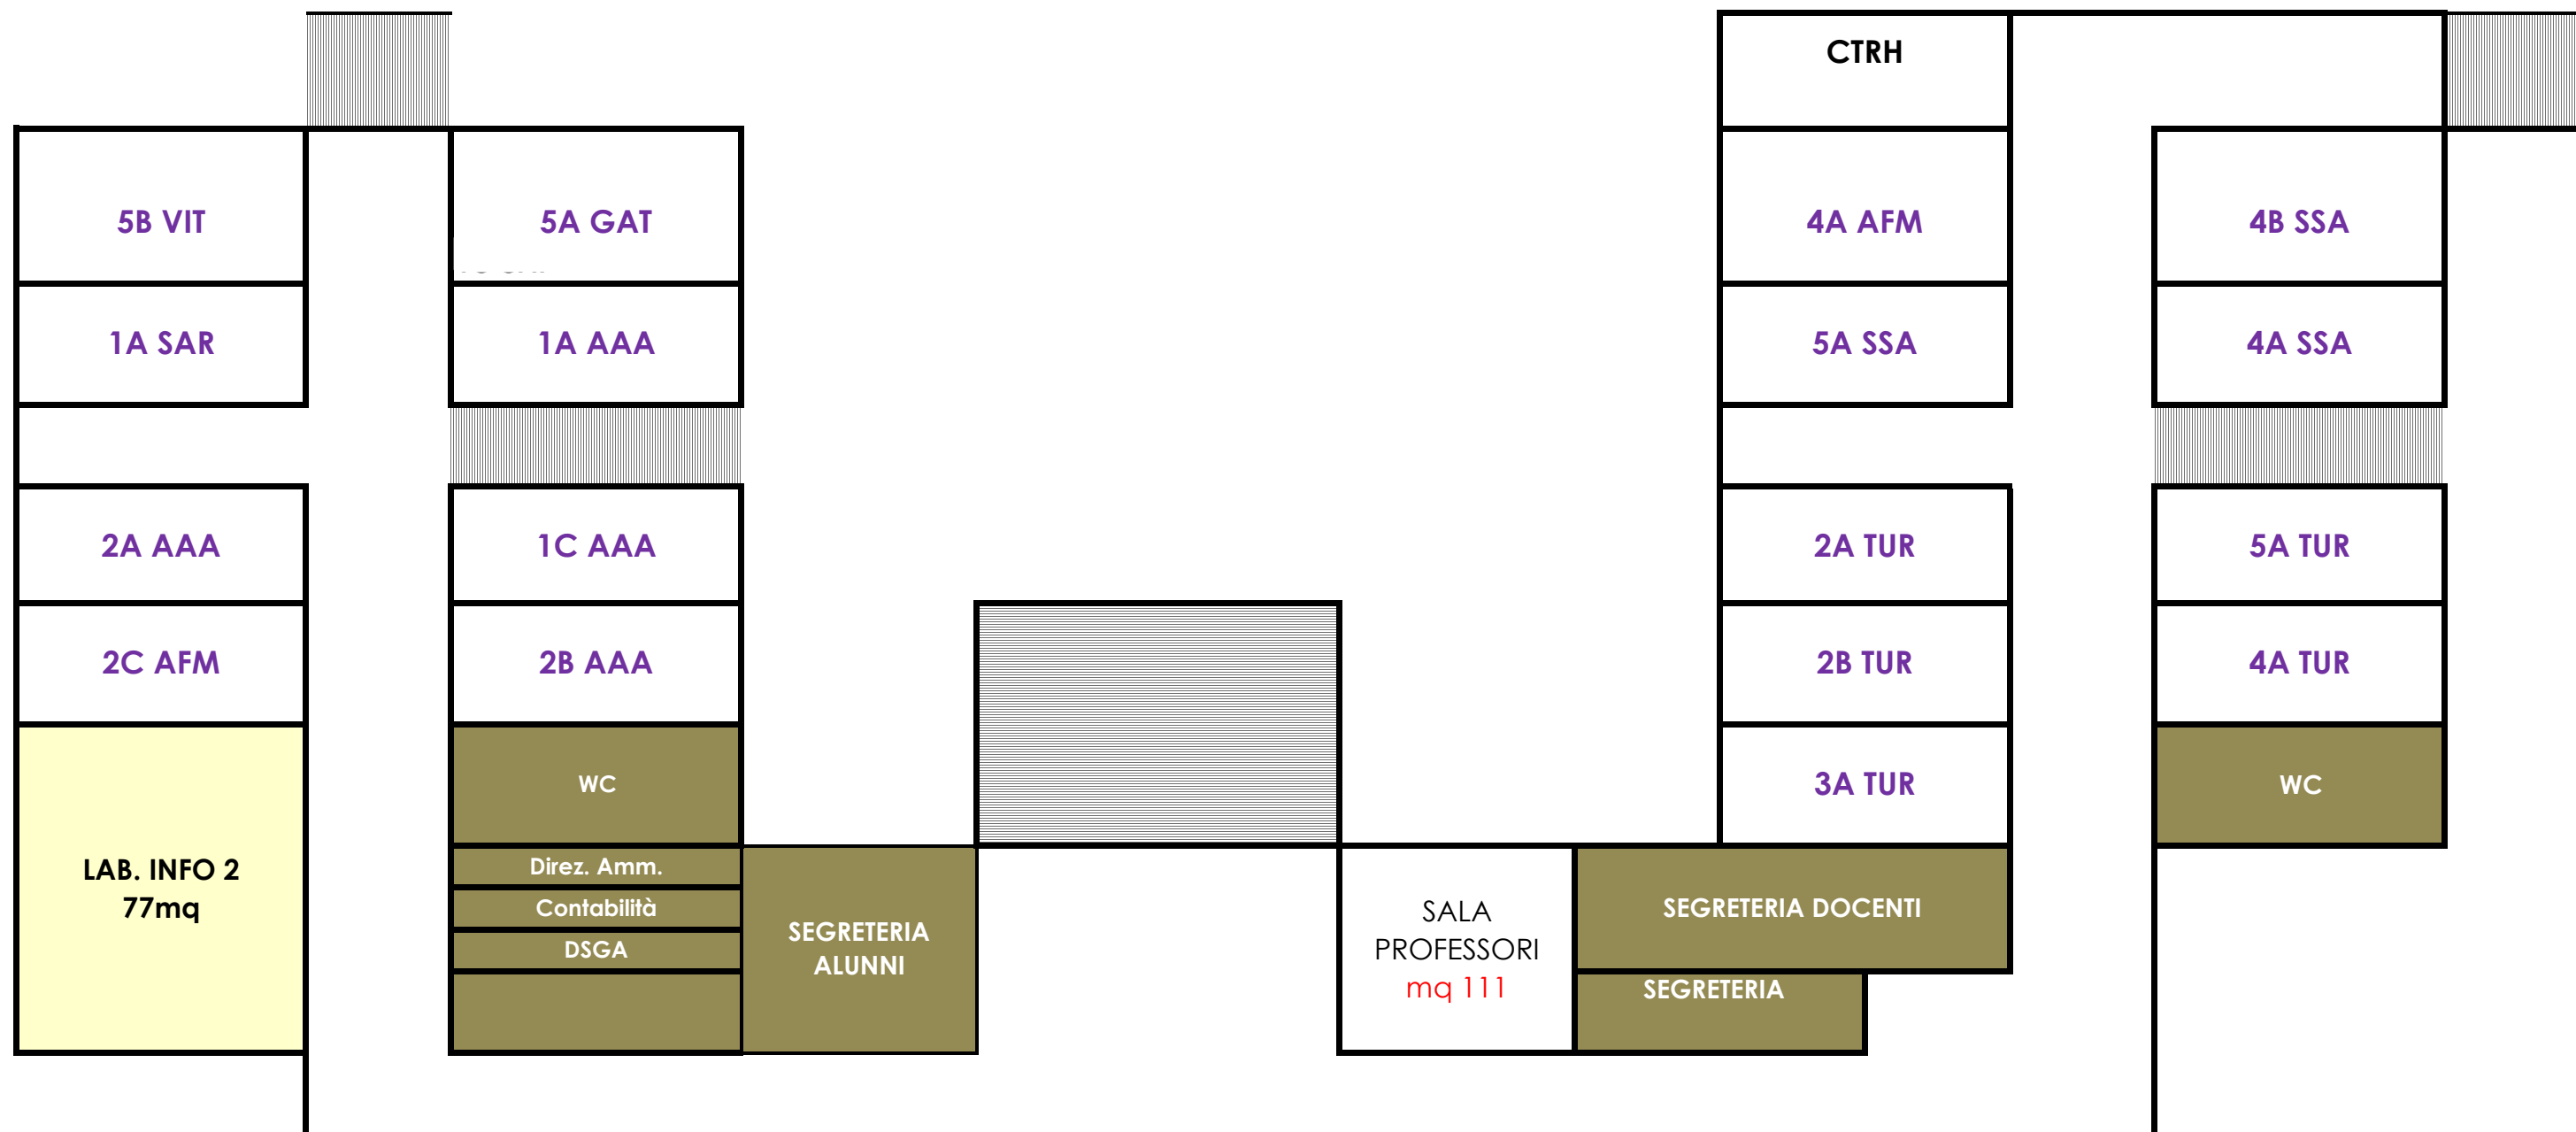 CTRH
5B VIT
5A GAT
4A AFM
4B SSA
1A SAR
1A AAA
5A SSA
4A SSA
2A AAA
1C AAA
2A TUR
5A TUR
2C AFM
2B AAA
2B TUR
4A TUR
WC
3A TUR
WC
LAB. INFO 2
77mq
Direz. Amm.
Contabilità
DSGA
SEGRETERIA
ALUNNI
SALA
PROFESSORI
mq 111
SEGRETERIA DOCENTI
SEGRETERIA